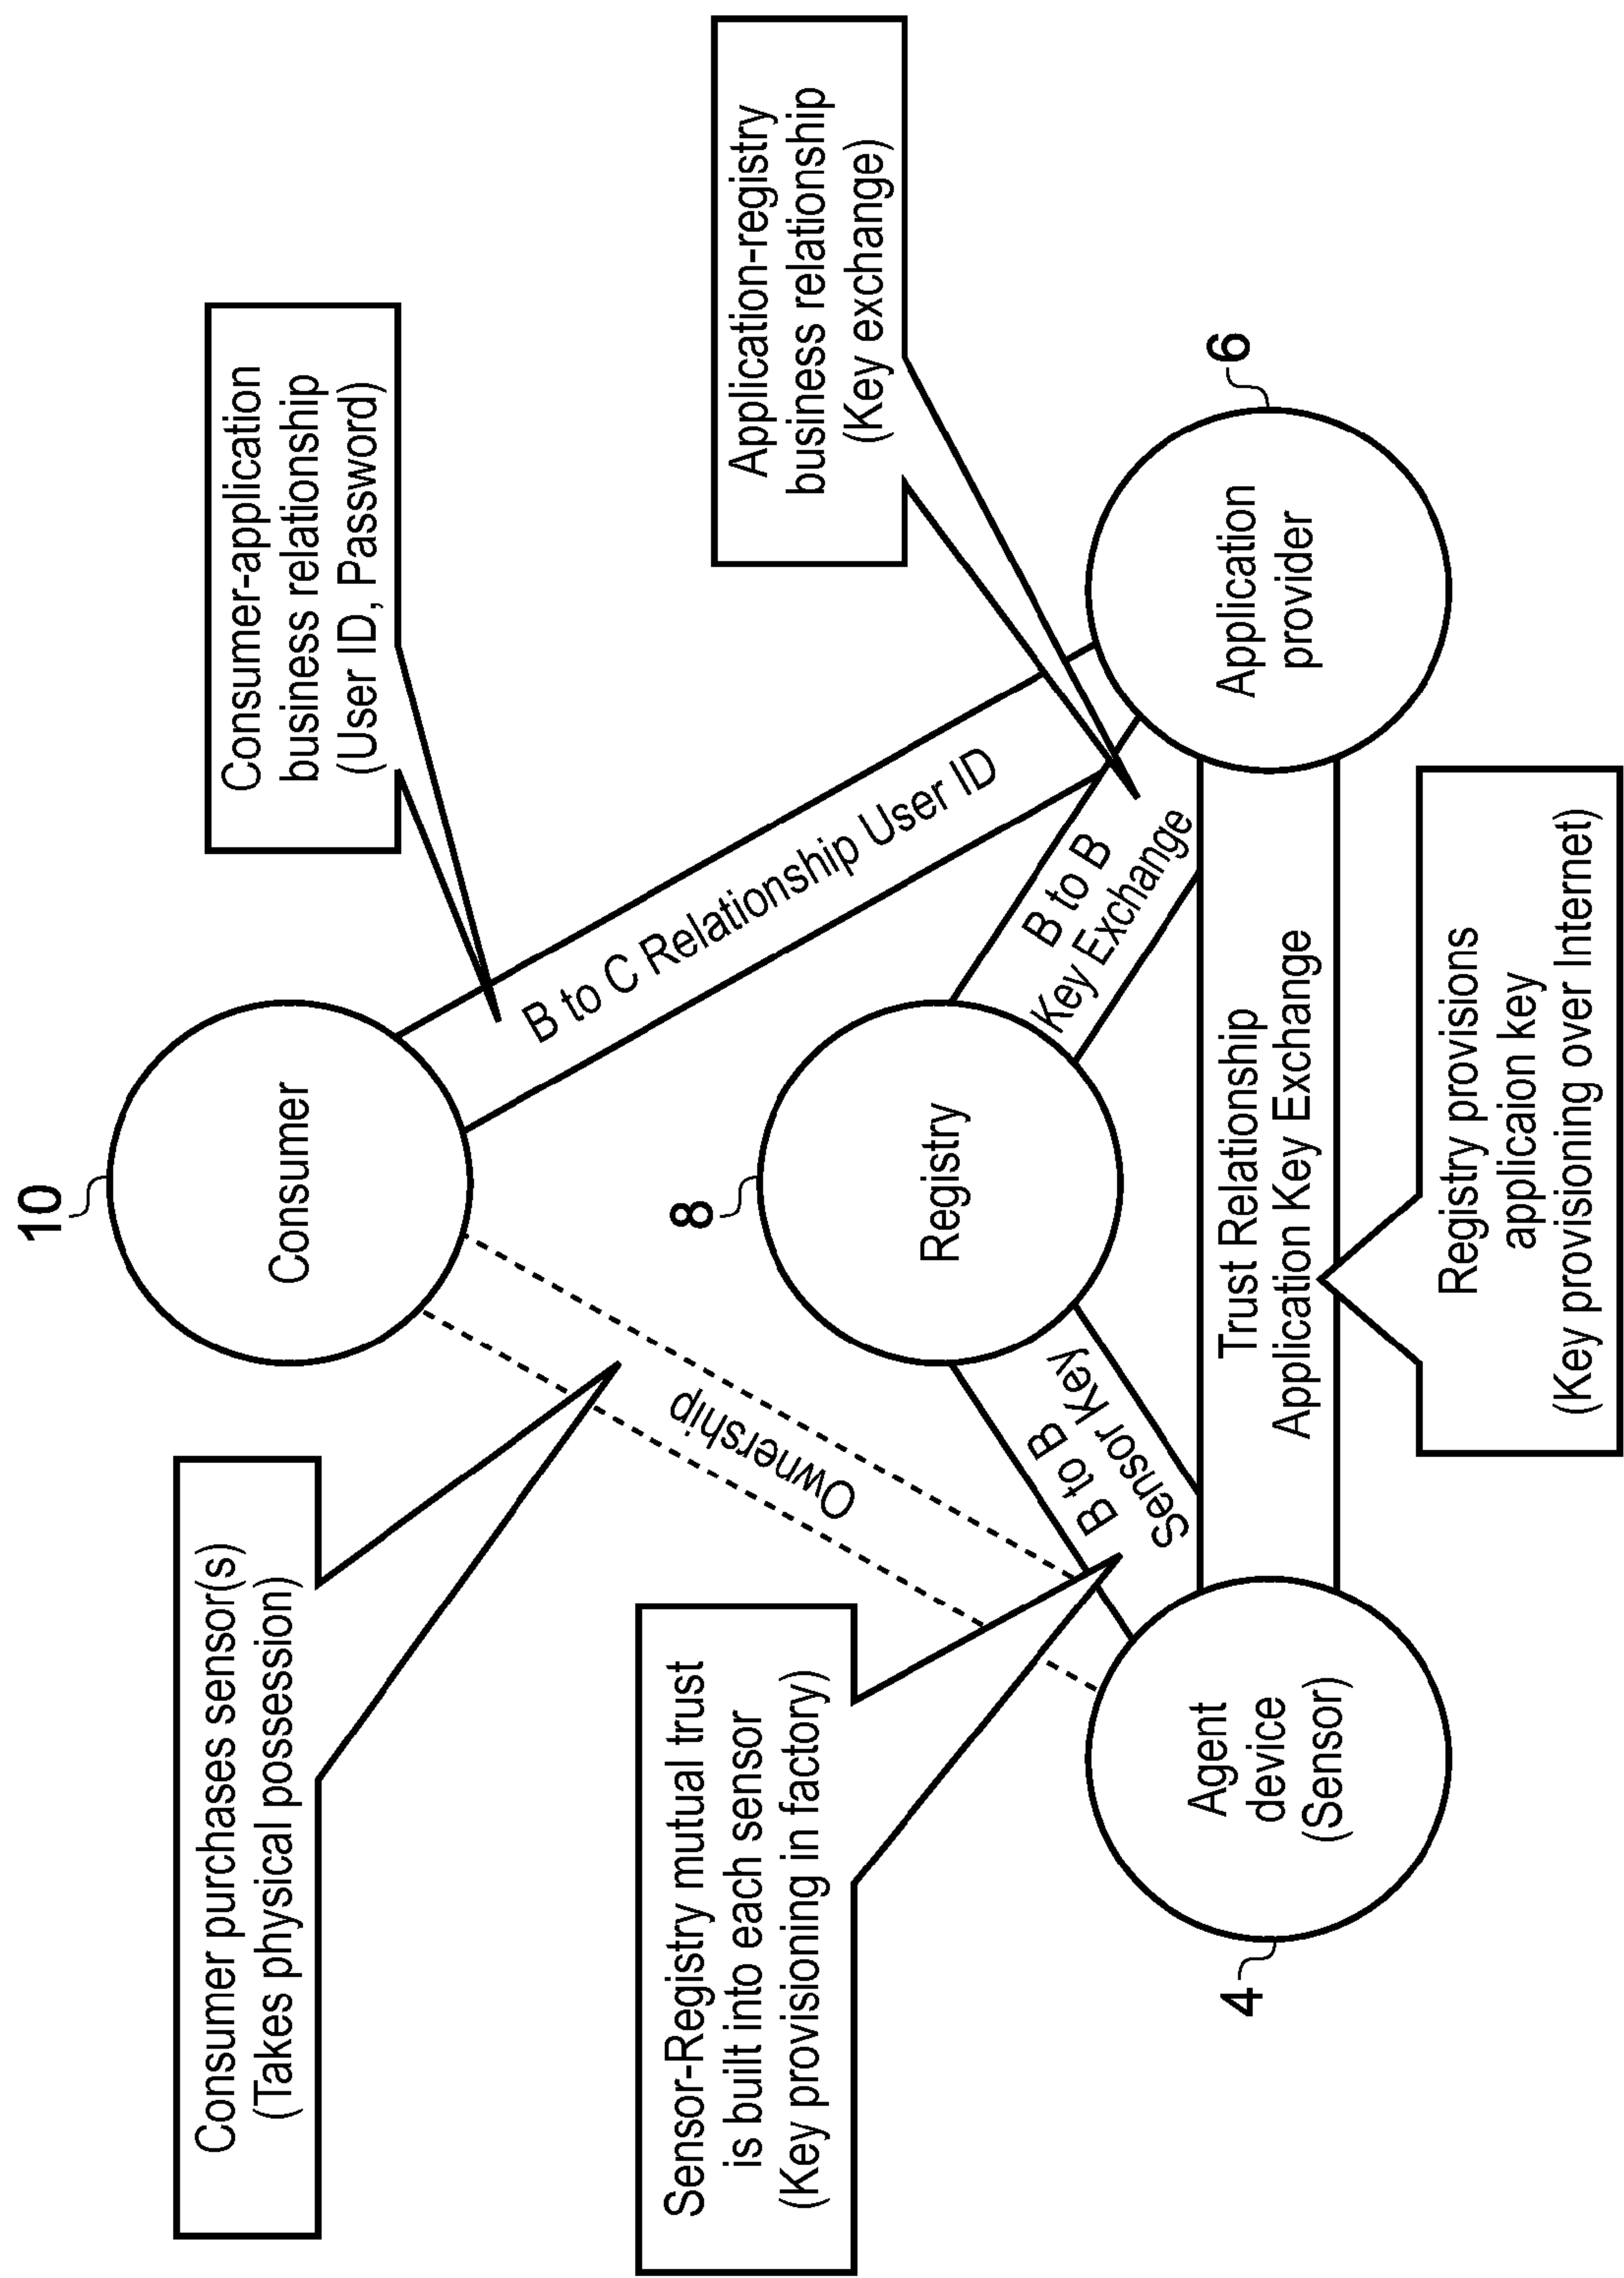 Consumer purchases sensor(s)
(Takes physical possession)
Consumer-application
business relationship
(User ID, Password)
10
Consumer
Sensor-Registry mutual trust
is built into each sensor
(Key provisioning in factory)
Ownership
B to C Relationship User ID
Application-registry
business relationship
(Key exchange)
8
Registry
B to B
Sensor Key
B to B
Key Exchange
4
Agent
device
(Sensor)
Trust Relationship
Application Key Exchange
Application
provider
6
Registry provisions
applicaion key
(Key provisioning over Internet)